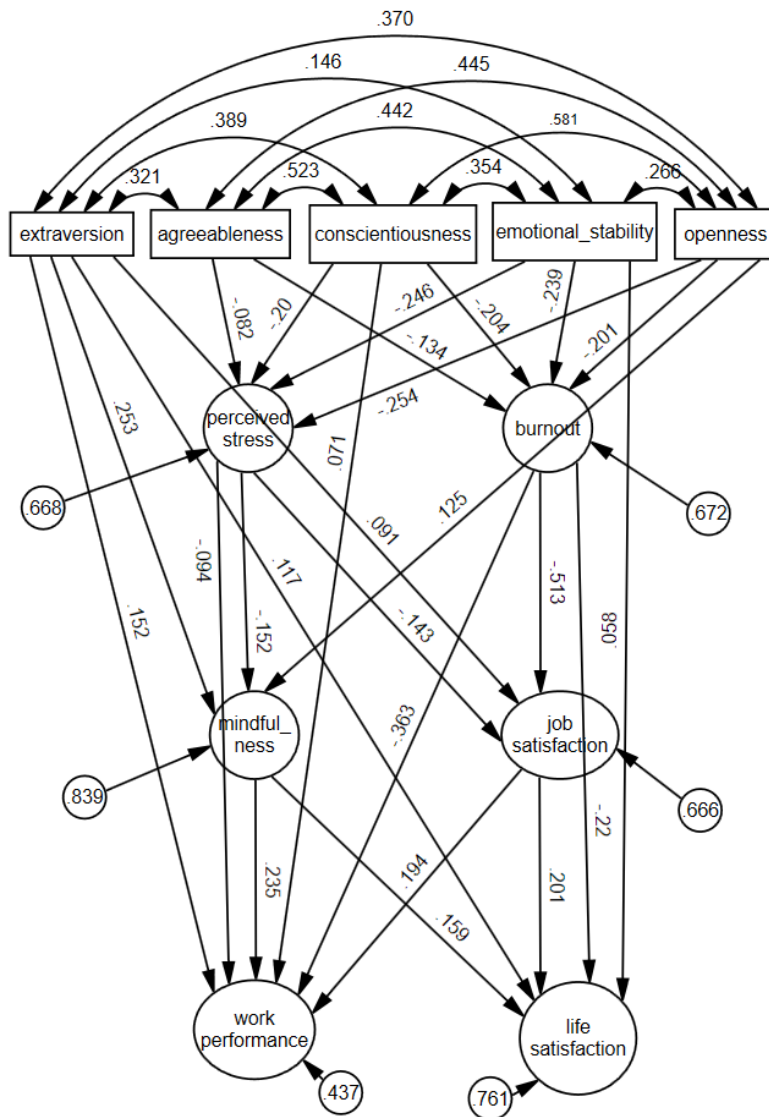 .370
.146
.445
.389
.442
.581
.321
.523
.354
.266
extraversion
agreeableness
conscientiousness
emotional_stability
openness
-.082
-.20
-.246
-.204
-.239
-.201
-.134
-.254
.253
perceived
stress
burnout
.071
.668
.672
.125
.091
-.094
.117
-.513
.152
-.152
-.143
.058
-.363
mindful_
ness
job
satisfaction
.839
.666
-.22
.235
.194
.201
.159
work
performance
life
satisfaction
.437
.761